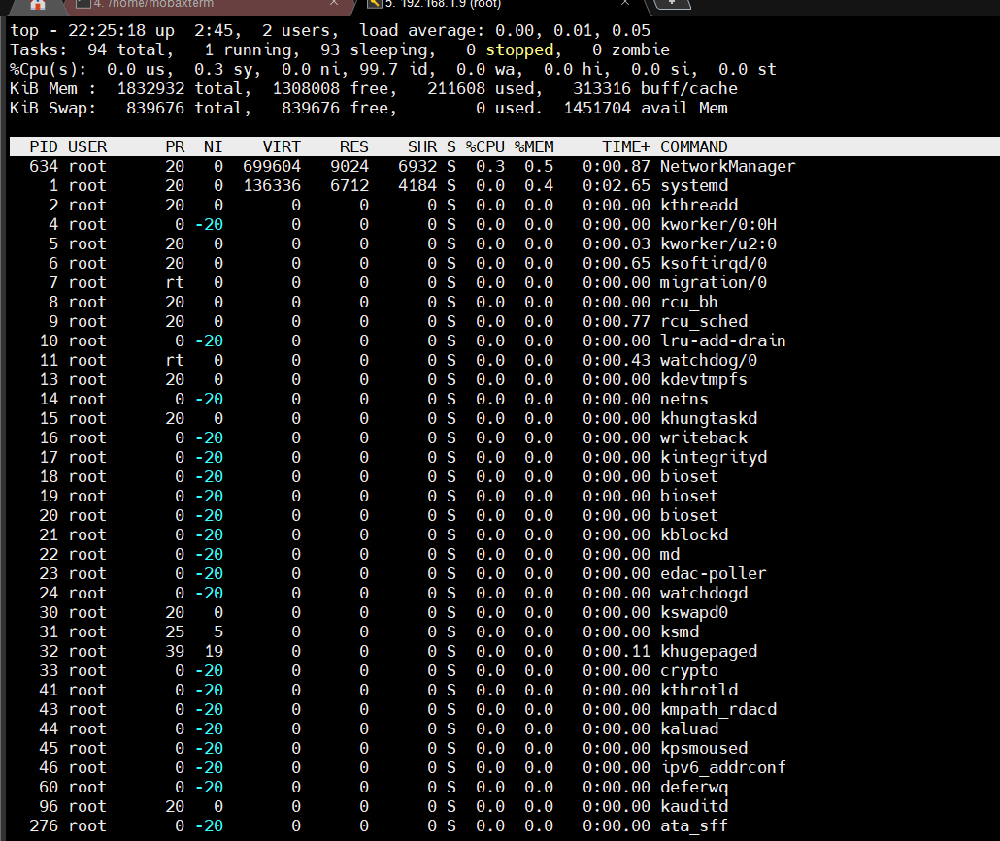 4. /home/mobaxterm
5. 192.168.1.9 (root)
top - 22:25:18 up  2:45,  2 users,  load average: 0.00, 0.01, 0.05
Tasks:  94 total,   1 running,  93 sleeping,   0 stopped,   0 zombie
%Cpu(s):  0.0 us,  0.3 sy,  0.0 ni, 99.7 id,  0.0 wa,  0.0 hi,  0.0 si,  0.0 st
KiB Mem :  1832932 total,  1308008 free,   211608 used,   313316 buff/cache
KiB Swap:   839676 total,   839676 free,        0 used.  1451704 avail Mem
  PID USER      PR  NI    VIRT    RES    SHR S %CPU %MEM     TIME+ COMMAND
  634 root      20   0  699604   9024   6932 S  0.3  0.5   0:00.87 NetworkManager
    1 root      20   0  136336   6712   4184 S  0.0  0.4   0:02.65 systemd
    2 root      20   0       0      0      0 S  0.0  0.0   0:00.00 kthreadd
    4 root       0 -20       0      0      0 S  0.0  0.0   0:00.00 kworker/0:0H
    5 root      20   0       0      0      0 S  0.0  0.0   0:00.03 kworker/u2:0
    6 root      20   0       0      0      0 S  0.0  0.0   0:00.65 ksoftirqd/0
    7 root      rt   0       0      0      0 S  0.0  0.0   0:00.00 migration/0
    8 root      20   0       0      0      0 S  0.0  0.0   0:00.00 rcu_bh
    9 root      20   0       0      0      0 S  0.0  0.0   0:00.77 rcu_sched
   10 root       0 -20       0      0      0 S  0.0  0.0   0:00.00 lru-add-drain
   11 root      rt   0       0      0      0 S  0.0  0.0   0:00.43 watchdog/0
   13 root      20   0       0      0      0 S  0.0  0.0   0:00.00 kdevtmpfs
   14 root       0 -20       0      0      0 S  0.0  0.0   0:00.00 netns
   15 root      20   0       0      0      0 S  0.0  0.0   0:00.00 khungtaskd
   16 root       0 -20       0      0      0 S  0.0  0.0   0:00.00 writeback
   17 root       0 -20       0      0      0 S  0.0  0.0   0:00.00 kintegrityd
   18 root       0 -20       0      0      0 S  0.0  0.0   0:00.00 bioset
   19 root       0 -20       0      0      0 S  0.0  0.0   0:00.00 bioset
   20 root       0 -20       0      0      0 S  0.0  0.0   0:00.00 bioset
   21 root       0 -20       0      0      0 S  0.0  0.0   0:00.00 kblockd
   22 root       0 -20       0      0      0 S  0.0  0.0   0:00.00 md
   23 root       0 -20       0      0      0 S  0.0  0.0   0:00.00 edac-poller
   24 root       0 -20       0      0      0 S  0.0  0.0   0:00.00 watchdogd
   30 root      20   0       0      0      0 S  0.0  0.0   0:00.00 kswapd0
   31 root      25   5       0      0      0 S  0.0  0.0   0:00.00 ksmd
   32 root      39  19       0      0      0 S  0.0  0.0   0:00.11 khugepaged
   33 root       0 -20       0      0      0 S  0.0  0.0   0:00.00 crypto
   41 root       0 -20       0      0      0 S  0.0  0.0   0:00.00 kthrotld
   43 root       0 -20       0      0      0 S  0.0  0.0   0:00.00 kmpath_rdacd
   44 root       0 -20       0      0      0 S  0.0  0.0   0:00.00 kaluad
   45 root       0 -20       0      0      0 S  0.0  0.0   0:00.00 kpsmoused
   46 root       0 -20       0      0      0 S  0.0  0.0   0:00.00 ipv6_addrconf
   60 root       0 -20       0      0      0 S  0.0  0.0   0:00.00 deferwq
   96 root      20   0       0      0      0 S  0.0  0.0   0:00.00 kauditd
  276 root       0 -20       0      0      0 S  0.0  0.0   0:00.00 ata_sff